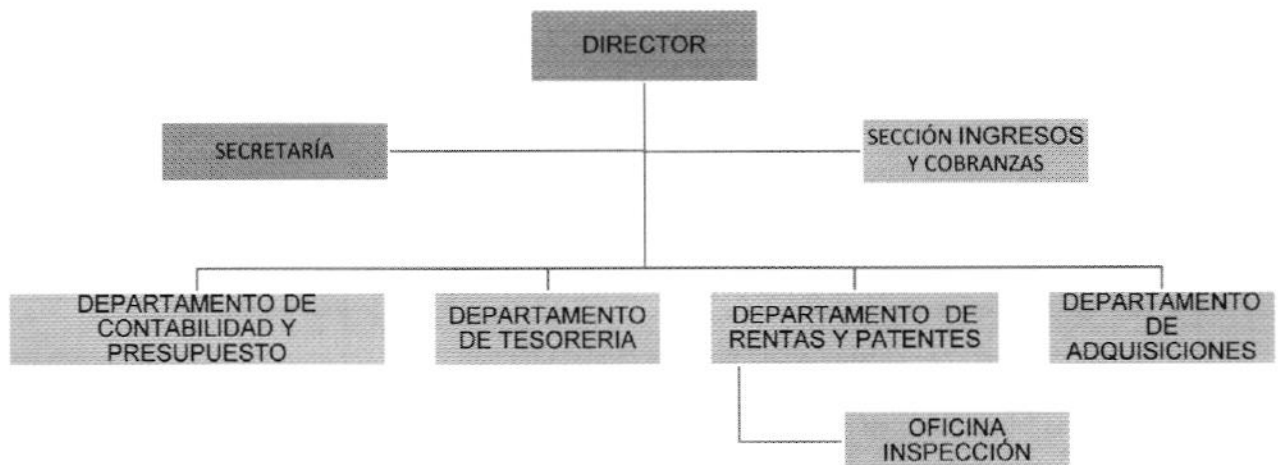 DIRECTOR
SECRETARÍA
SECCIÓN INGRESOS
Y COBRANZAS
DEPARTAMENTO DE
CONTABILIDAD Y
PRESUPUESTO
DEPARTAMENTO
DE TESORERIA
DEPARTAMENTO DE
RENTAS Y PATENTES
DEPARTAMENTO
DE
ADQUISICIONES
OFICINA
INSPECCIÓN